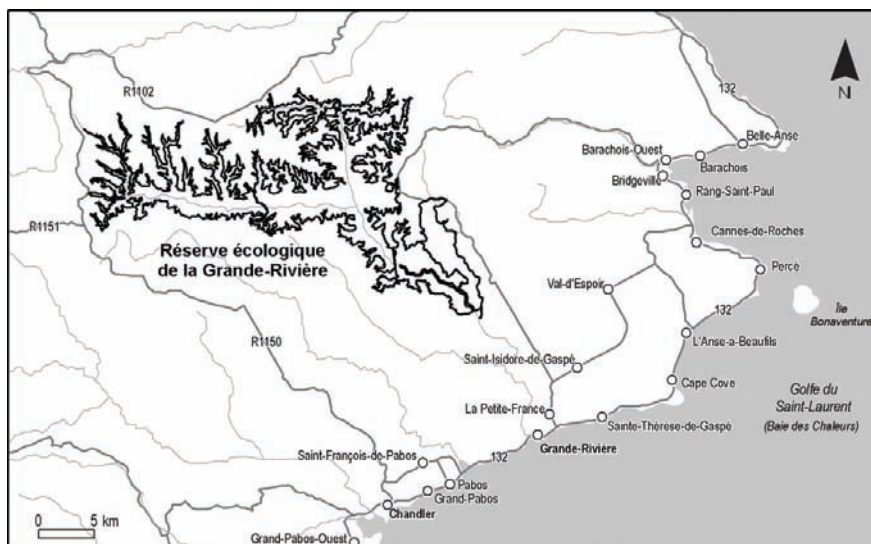 132
R1102
N
Belle-Anse
Barachois-Ouest
Barachois
Bridgeville
Rang-Saint-Paul
R1151
Réserve écologique
de la Grande-Rivière
Cannes-de-Roches
Percé
Val-d'Espoir
132
Île
Bonaventure
R1150
L'Anse-a-Beaufils
Saint-Isidore-de-Gaspé
Cape Cove
Golfe du
Saint-Laurent
(Baie des Chaleurs)
La Petite-France
Sainte-Thérèse-de-Gaspé
Grande-Rivière
132
Saint-François-de-Pabos
Pabos
Grand-Pabos
Chandler
0 5 km
Grand-Pabos-Ouest